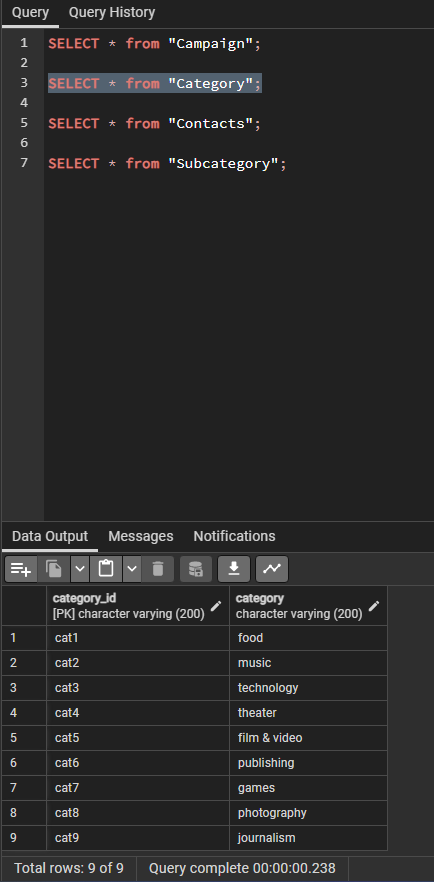 Query Query History
1 SELECT * from "Campaign";
2
3 SELECT * from "Category";
4
5 SELECT * from "Contacts";
6
7 SELECT * from "Subcategory";
Data Output Messages Notifications
category_id category
[PK] character varying (200) character varying (200)
1 cat1 food
2 cat2 music
3 cat3 technology
4 cat4 theater
5 cat5 film & video
6 cat6 publishing
7 cat7 games
8 cat8 photography
9 cat9 journalism
Total rows: 9 of 9 Query complete 00:00:00.238